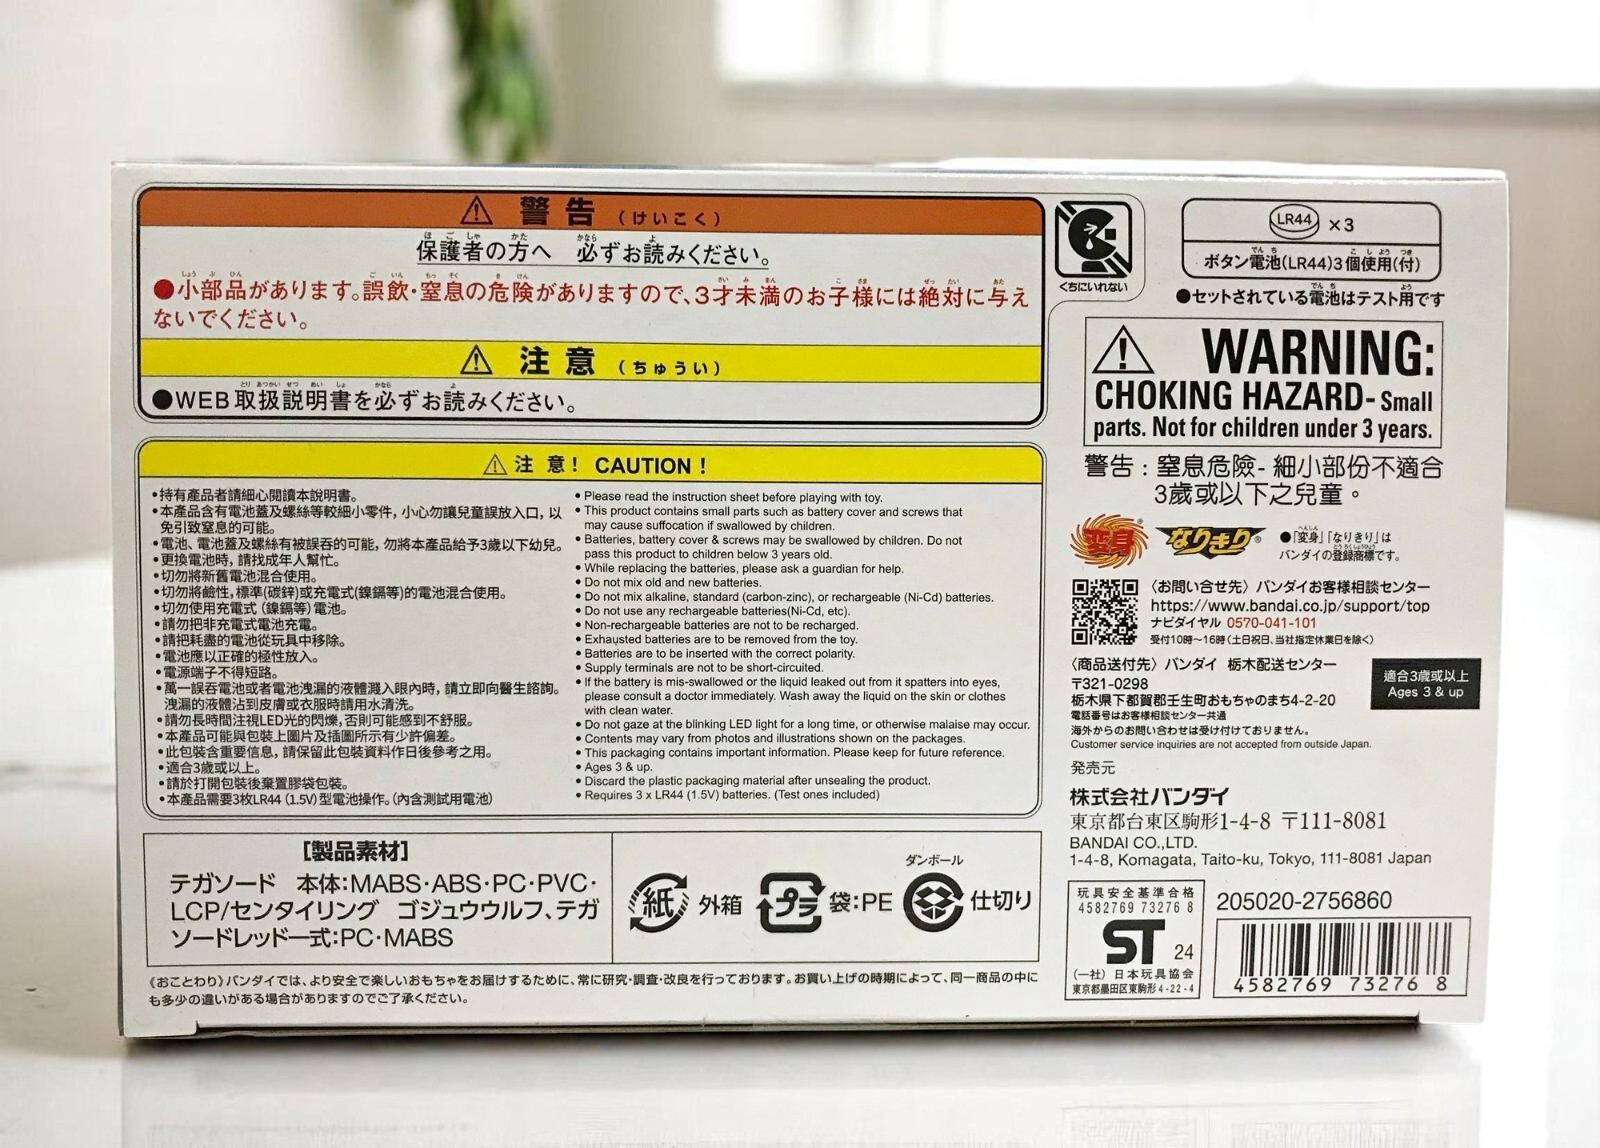 警告（けいこく）
保護者の方へ 必ずお読みください。
●小部品があります。誤飲・窒息の危険がありますので、3才未満のお子様には絶対に与え
ないでください。
注意（ちゅうい）
●WEB取扱説明書を必ずお読みください。
くちにいれない
LR44 ×3
ボタン電池(LR44)3個使用(付)
●セットされている電池はテスト用です
WARNING:
CHOKING HAZARD- Small
parts. Not for children under 3 years.
警告：窒息危險- 細小部份不適合
3歲或以下之兒童。
注 意！ CAUTION！
•持有產品者請細心閱讀本說明書。
•本產品含有電池蓋及螺絲等較細小零件，小心勿讓兒童誤放入口，以
免引致窒息的可能。
•電池、電池蓋及螺絲有被誤吞的可能，勿將本產品給予3歲以下幼兒。
•更換電池時，請找成年人幫忙。
•切勿將新舊電池混合使用。
•切勿將鹼性，標準(碳鋅)或充電式(鎳鎘等)的電池混合使用。
•切勿使用充電式（鎳鎘等）電池。
•請勿把非充電式電池充電。
•請把耗盡的電池從玩具中移除。
•電池應以正確的極性放入。
•電源端子不得短路。
•萬一誤吞電池或者電池洩漏的液體濺入眼內時，請立即向醫生諮詢。
洩漏的液體沾到皮膚或衣服時請用水清洗。
•請勿長時間注視LED光的閃爍，否則可能感到不舒服。
•本產品可能與包裝上圖片及插圖所示有少許偏差。
•此包裝含重要信息，請保留此包裝資料作日後參考之用。
•適合3歲或以上。
•請於打開包裝後棄置膠袋包裝。
•本產品需要3枚LR44（1.5V）型電池操作。（內含測試用電池）
• Please read the instruction sheet before playing with toy.
• This product contains small parts such as battery cover and screws that
may cause suffocation if swallowed by children.
• Batteries, battery cover & screws may be swallowed by children. Do not
pass this product to children below 3 years old.
• While replacing the batteries, please ask a guardian for help.
• Do not mix old and new batteries.
• Do not mix alkaline, standard (carbon-zinc), or rechargeable (Ni-Cd) batteries.
• Do not use any rechargeable batteries(Ni-Cd, etc).
• Non-rechargeable batteries are not to be recharged.
• Exhausted batteries are to be removed from the toy.
• Batteries are to be inserted with the correct polarity.
• Supply terminals are not to be short-circuited.
• If the battery is mis-swallowed or the liquid leaked out from it spatters into eyes,
please consult a doctor immediately. Wash away the liquid on the skin or clothes
with clean water.
• Do not gaze at the blinking LED light for a long time, or otherwise malaise may occur.
• Contents may vary from photos and illustrations shown on the packages.
• This packaging contains important information. Please keep for future reference.
• Ages 3 & up.
• Discard the plastic packaging material after unsealing the product.
• Requires 3 x LR44 (1.5V) batteries. (Test ones included)
変身 なりきり
●「変身」「なりきり」は
バンダイの登録商標です。
〈お問い合せ先〉バンダイお客様相談センター
https://www.bandai.co.jp/support/top
ナビダイヤル 0570-041-101
受付10時～16時（土日祝日、当社指定休業日を除く）
〈商品送付先〉バンダイ 栃木配送センター
〒321-0298
栃木県下都賀郡壬生町おもちゃのまち4-2-20
電話番号はお客様相談センター共通
海外からのお問い合わせは受け付けておりません。
Customer service inquiries are not accepted from outside Japan.
適合3歲或以上
Ages 3 & up
発売元
株式会社バンダイ
東京都台東区駒形1-4-8 〒111-8081
BANDAI CO.,LTD.
1-4-8, Komagata, Taito-ku, Tokyo, 111-8081 Japan
[製品素材]
テガソード 本体：MABS・ABS・PC・PVC・
LCP/センタイリング ゴジュウウルフ、テガ
ソードレッド一式：PC・MABS
紙 外箱
プラ 袋：PE
ダンボール
仕切り
玩具安全基準合格
4582769 73276 8
ST 24
（一社）日本玩具協会
東京都墨田区東駒形4-22-4
205020-2756860
4582769 73276 8
《おことわり》バンダイでは、より安全で楽しいおもちゃをお届けするために、常に研究・調査・改良を行っております。お買い上げの時期によって、同一商品の中に
も多少の違いがある場合がありますのでご了承ください。